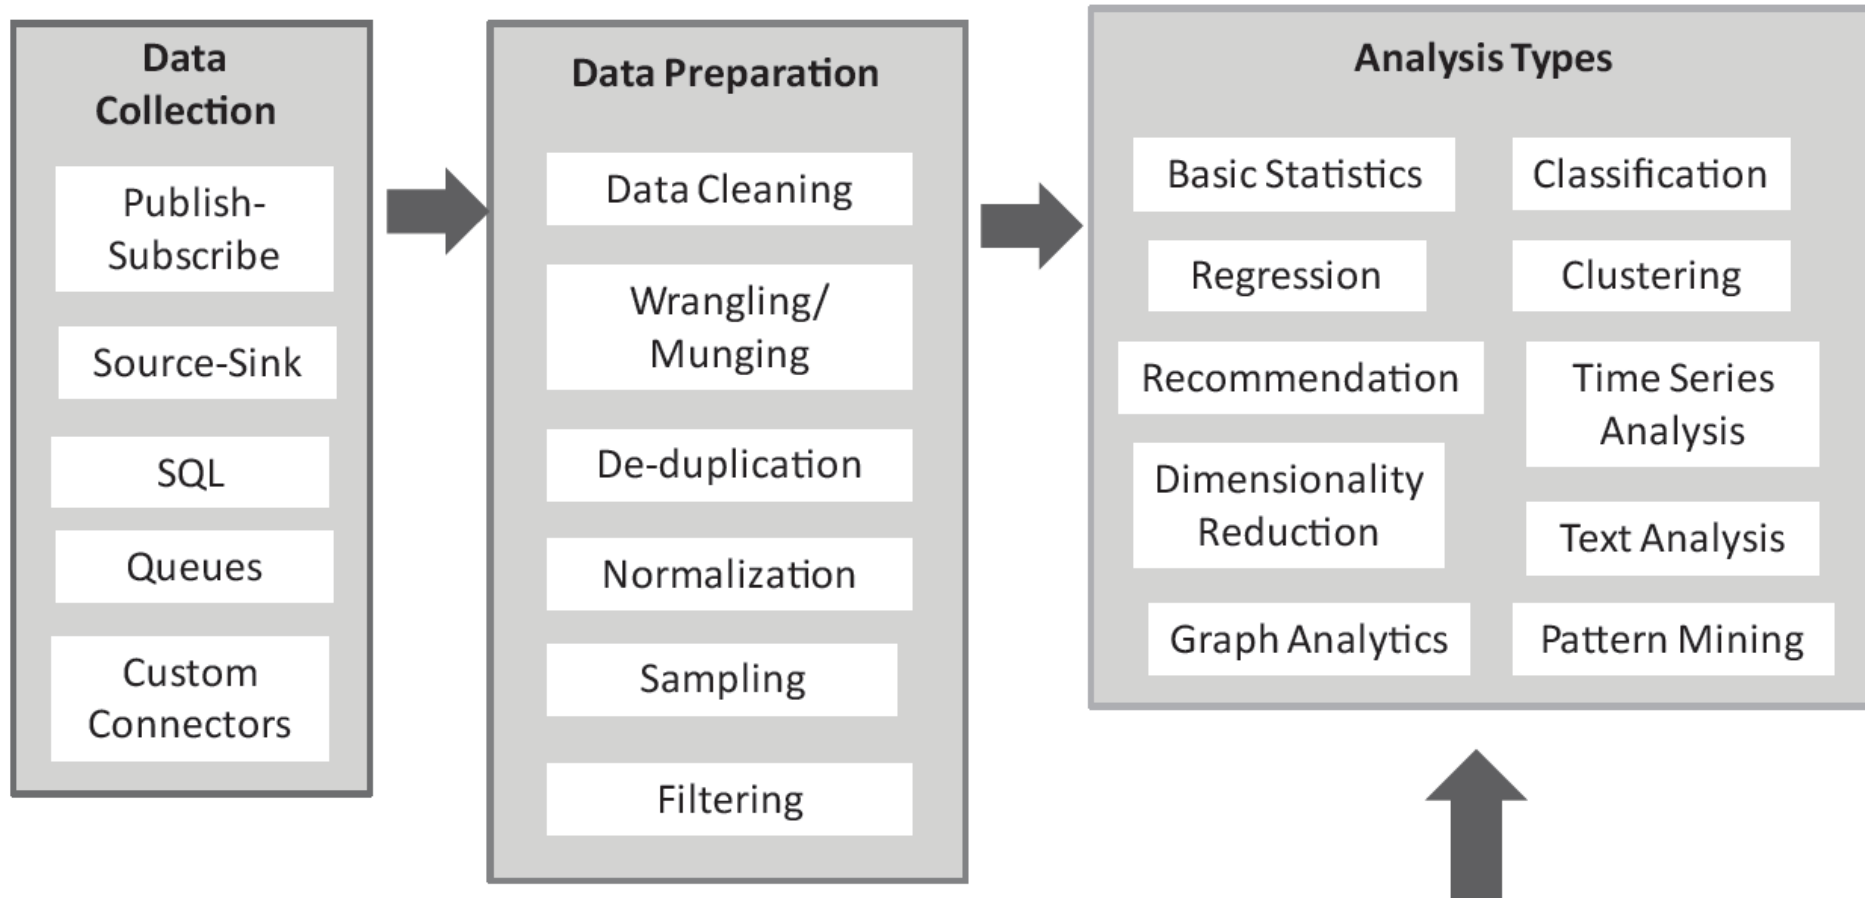 Data
Collection
Publish-
Subscribe
Source-Sink
SQL
Queues
Custom
Connectors
Data Preparation
Data Cleaning
Wrangling/
Munging
De-duplication
Normalization
Sampling
Filtering
Analysis Types
Basic Statistics
Classification
Regression
Clustering
Recommendation
Time Series
Analysis
Dimensionality
Reduction
Text Analysis
Graph Analytics
Pattern Mining